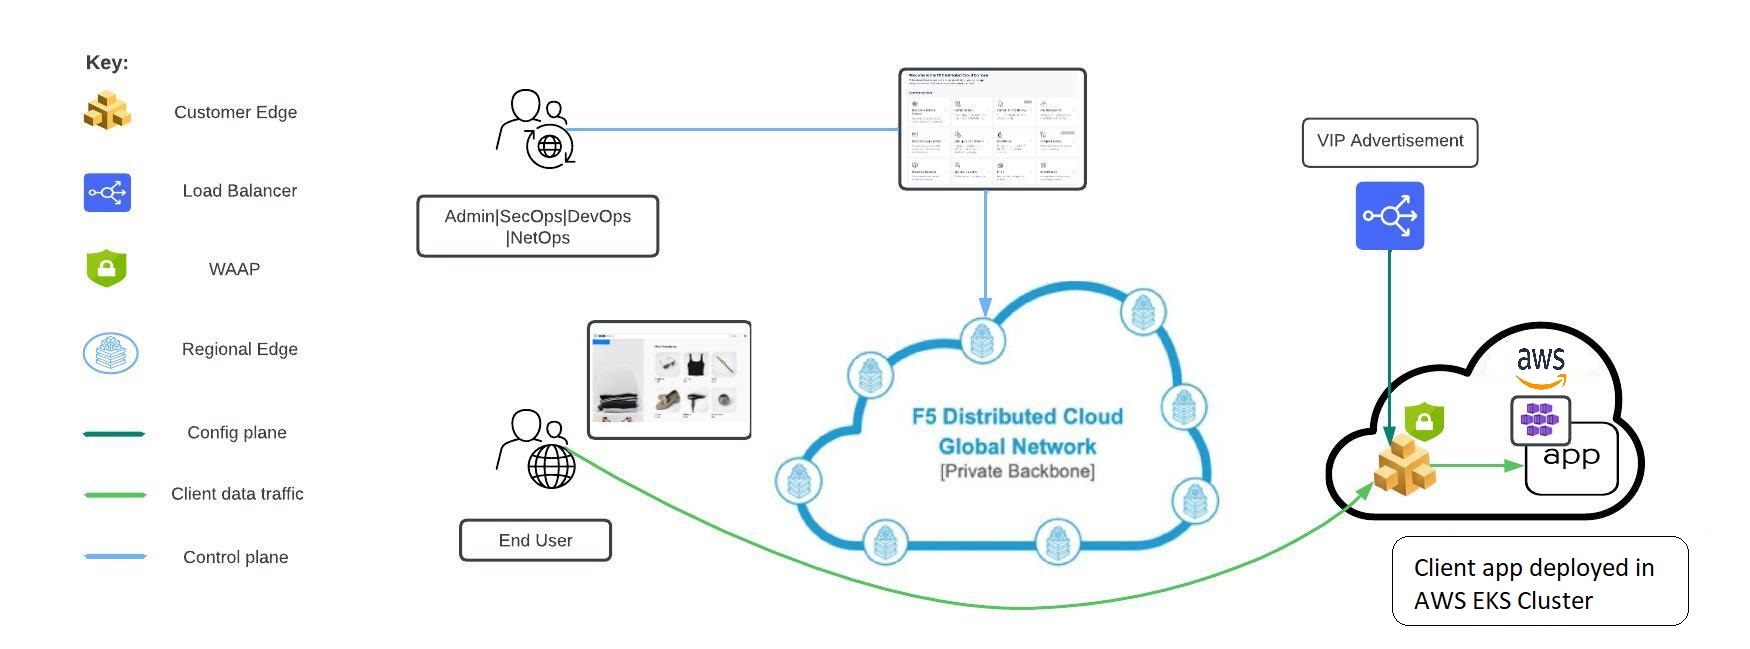 Key:
Customer Edge
Load Balancer
WAAP
Regional Edge
Config plane
Client data traffic
Control plane
Admin|SecOps|DevOps
|NetOps
End User
F5 Distributed Cloud
Global Network
[Private Backbone]
VIP Advertisement
aws
app
Client app deployed in
AWS EKS Cluster